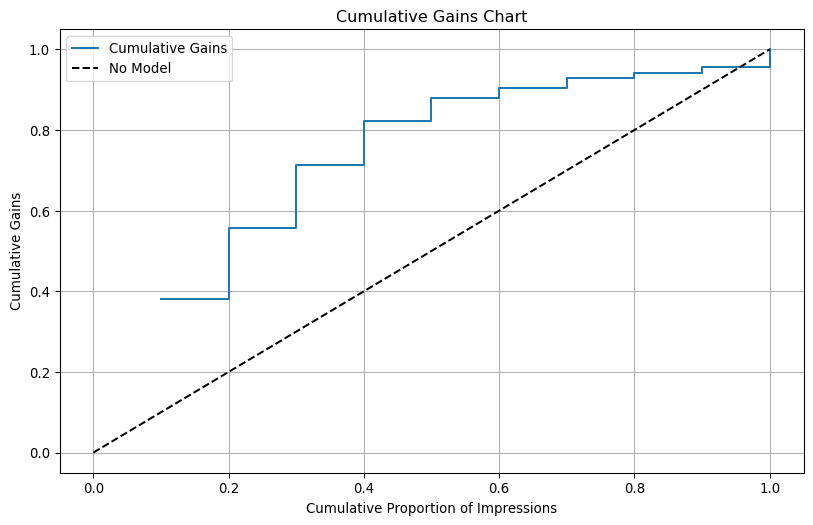 Cumulative Gains Chart
Cumulative Gains
No Model
1.0
0.8
0.6
0.4
0.2
0.0
Cumulative Gains
0.0 0.2 0.4 0.6 0.8 1.0
Cumulative Proportion of Impressions